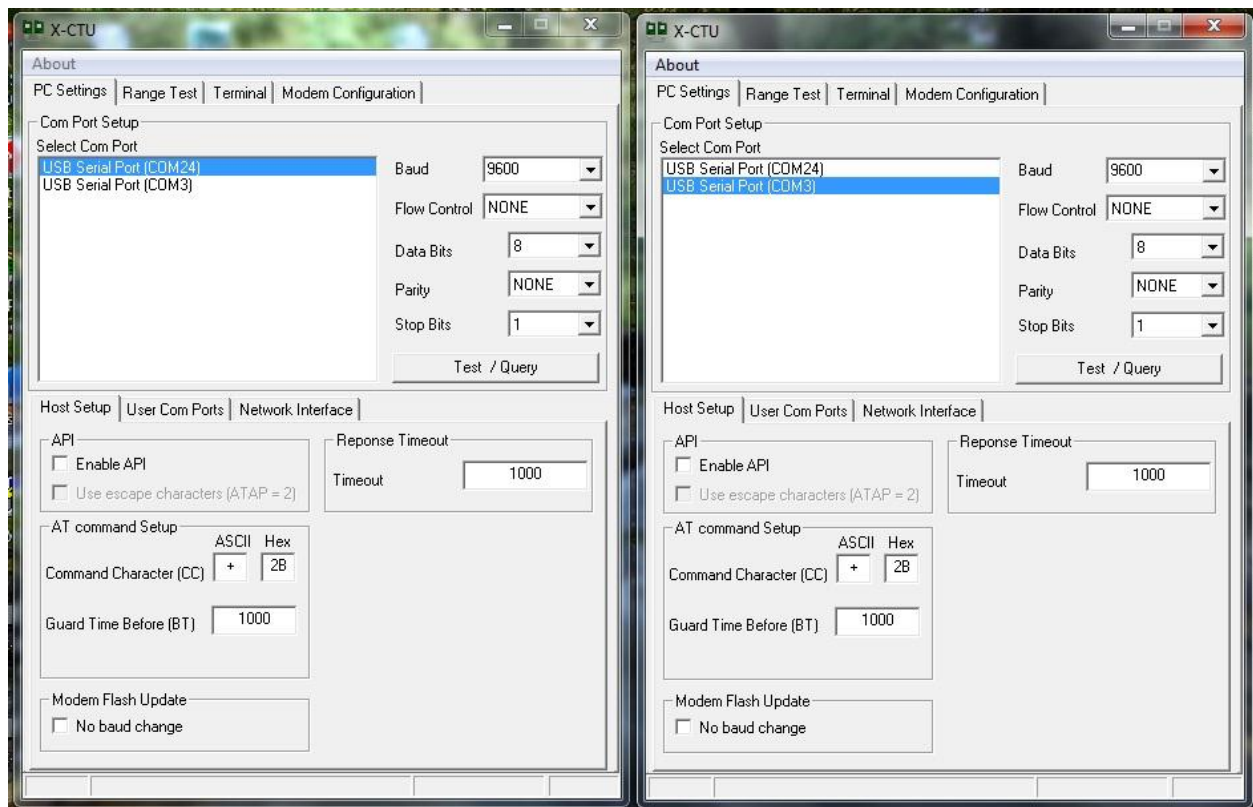 X-CTU
About
PC Settings Range Test Terminal Modem Configuration
Com Port Setup
Select Com Port
USB Serial Port (COM24)
USB Serial Port (COM3)
Baud 9600
Flow Control NONE
Data Bits 8
Parity NONE
Stop Bits 1
Test / Query
Host Setup User Com Ports Network Interface
API
Enable API
Use escape characters (ATAP = 2)
Reponse Timeout
Timeout 1000
AT command Setup
ASCII Hex
Command Character (CC) + 2B
Guard Time Before (BT) 1000
Modem Flash Update
No baud change
X-CTU
About
PC Settings Range Test Terminal Modem Configuration
Com Port Setup
Select Com Port
USB Serial Port (COM24)
USB Serial Port (COM3)
Baud 9600
Flow Control NONE
Data Bits 8
Parity NONE
Stop Bits 1
Test / Query
Host Setup User Com Ports Network Interface
API
Enable API
Use escape characters (ATAP = 2)
Reponse Timeout
Timeout 1000
AT command Setup
ASCII Hex
Command Character (CC) + 2B
Guard Time Before (BT) 1000
Modem Flash Update
No baud change